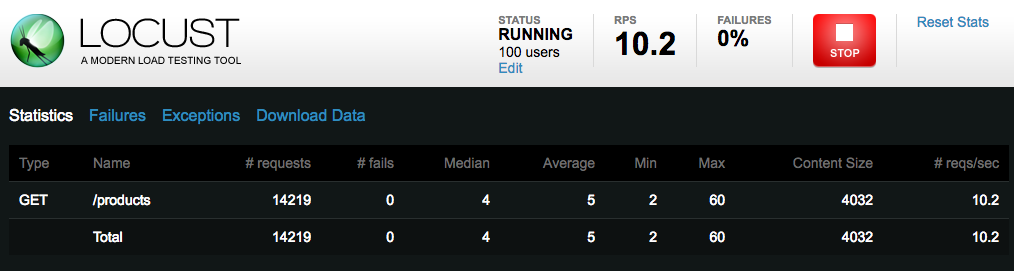 LOCUST
A MODERN LOAD TESTING TOOL
STATUS
RUNNING
100 users
Edit
RPS
10.2
FAILURES
0%
STOP
Reset Stats
Statistics Failures Exceptions Download Data
Type Name # requests # fails Median Average Min Max Content Size # reqs/sec
GET /products 14219 0 4 5 2 60 4032 10.2
Total 14219 0 4 5 2 60 4032 10.2